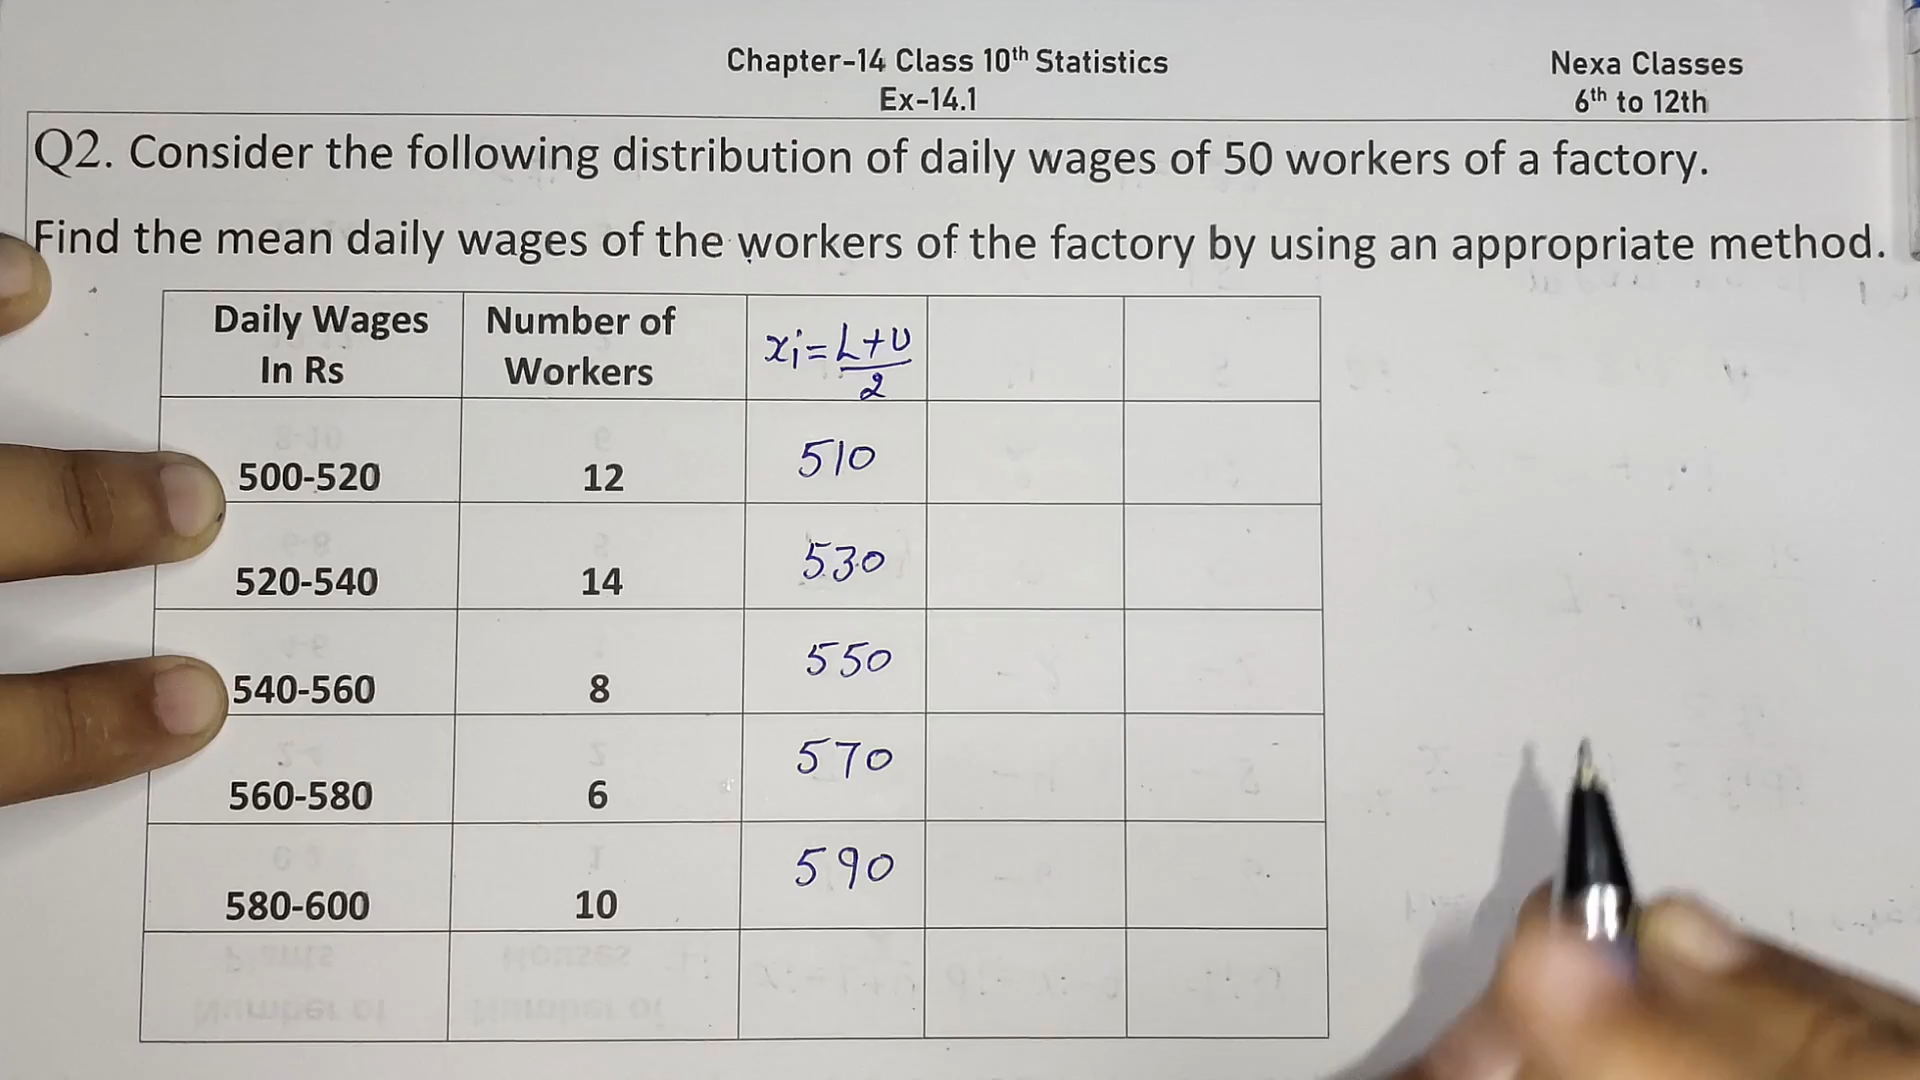 Chapter-14 Class 10th Statistics
Ex-14.1
Nexa Classes
6th to 12th
Q2. Consider the following distribution of daily wages of 50 workers of a factory.
Find the mean daily wages of the workers of the factory by using an appropriate method.
Daily Wages In Rs Number of Workers xi = L+U/2
500-520 12 510
520-540 14 530
540-560 8 550
560-580 6 570
580-600 10 590